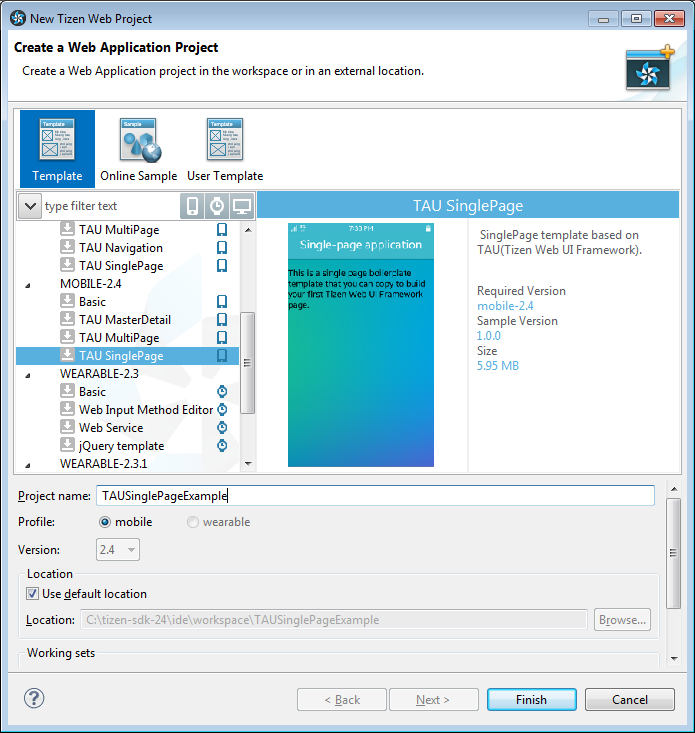 New Tizen Web Project
Create a Web Application Project
Create a Web Application project in the workspace or in an external location.
Template
Online Sample
User Template
type filter text
TAU MultiPage
TAU Navigation
TAU SinglePage
MOBILE-2.4
Basic
TAU MasterDetail
TAU MultiPage
TAU SinglePage
WEARABLE-2.3
Basic
Web Input Method Editor
Web Service
jQuery template
WEARABLE-2.3.1
TAU SinglePage
7:33 PM
Single-page application
This is a single page boilerplate
template that you can copy to build
your first Tizen Web UI Framework
page.
SinglePage template based on
TAU(Tizen Web UI Framework).
Required Version
mobile-2.4
Sample Version
1.0.0
Size
5.95 MB
Project name: TAUSinglePageExample
Profile: mobile wearable
Version: 2.4
Location
Use default location
Location: C:\tizen-sdk-24\ide\workspace\TAUSinglePageExample Browse...
Working sets
< Back Next > Finish Cancel